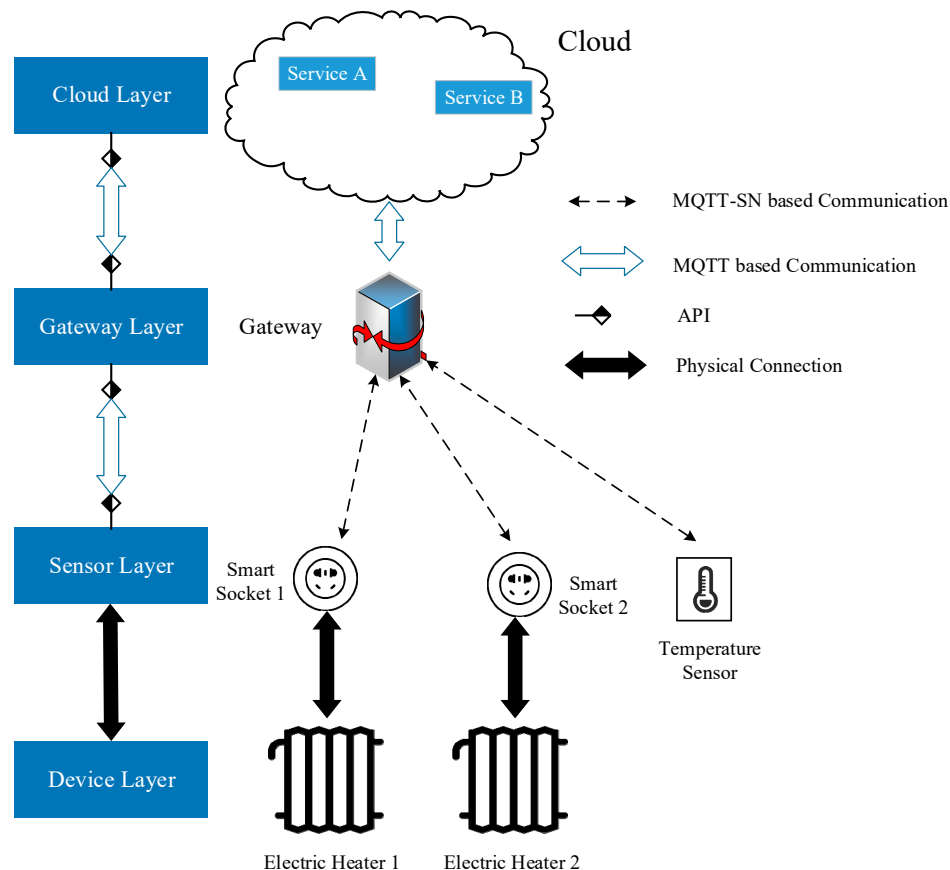 Cloud
Service A
Service B
Cloud Layer
MQTT-SN based Communication
MQTT based Communication
Gateway Layer
Gateway
API
Physical Connection
Sensor Layer
Smart
Socket 1
Smart
Socket 2
Temperature
Sensor
Device Layer
Electric Heater 1
Electric Heater 2